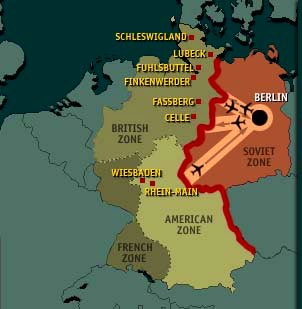 SCHLESWIGLAND
LUBECK
FUHLSBUTTEL
FINKENWERDER
FASSBERG
BERLIN
CELLE
BRITISH
ZONE
SOVIET
ZONE
WIESBADEN
RHEIN-MAIN
AMERICAN
ZONE
FRENCH
ZONE